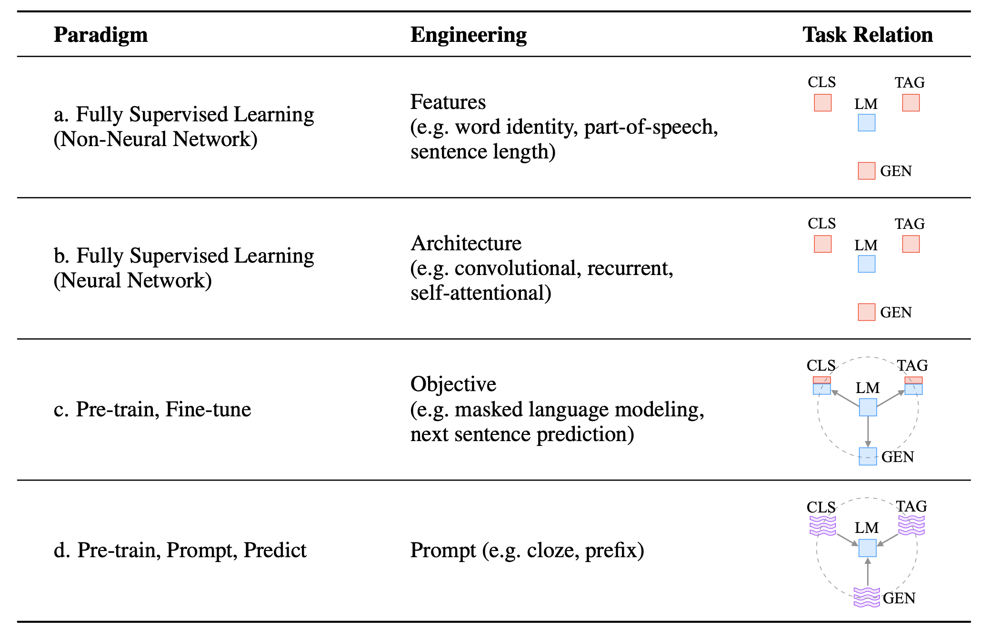 Paradigm Engineering Task Relation
a. Fully Supervised Learning
(Non-Neural Network)
Features
(e.g. word identity, part-of-speech,
sentence length)
CLS TAG
LM
GEN
b. Fully Supervised Learning
(Neural Network)
Architecture
(e.g. convolutional, recurrent,
self-attentional)
CLS TAG
LM
GEN
c. Pre-train, Fine-tune
Objective
(e.g. masked language modeling,
next sentence prediction)
CLS TAG
LM
GEN
d. Pre-train, Prompt, Predict
Prompt (e.g. cloze, prefix)
CLS TAG
LM
GEN